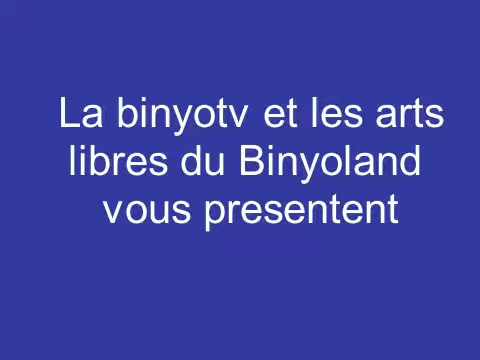 La binyotv et les arts
libres du Binyoland
vous presentent